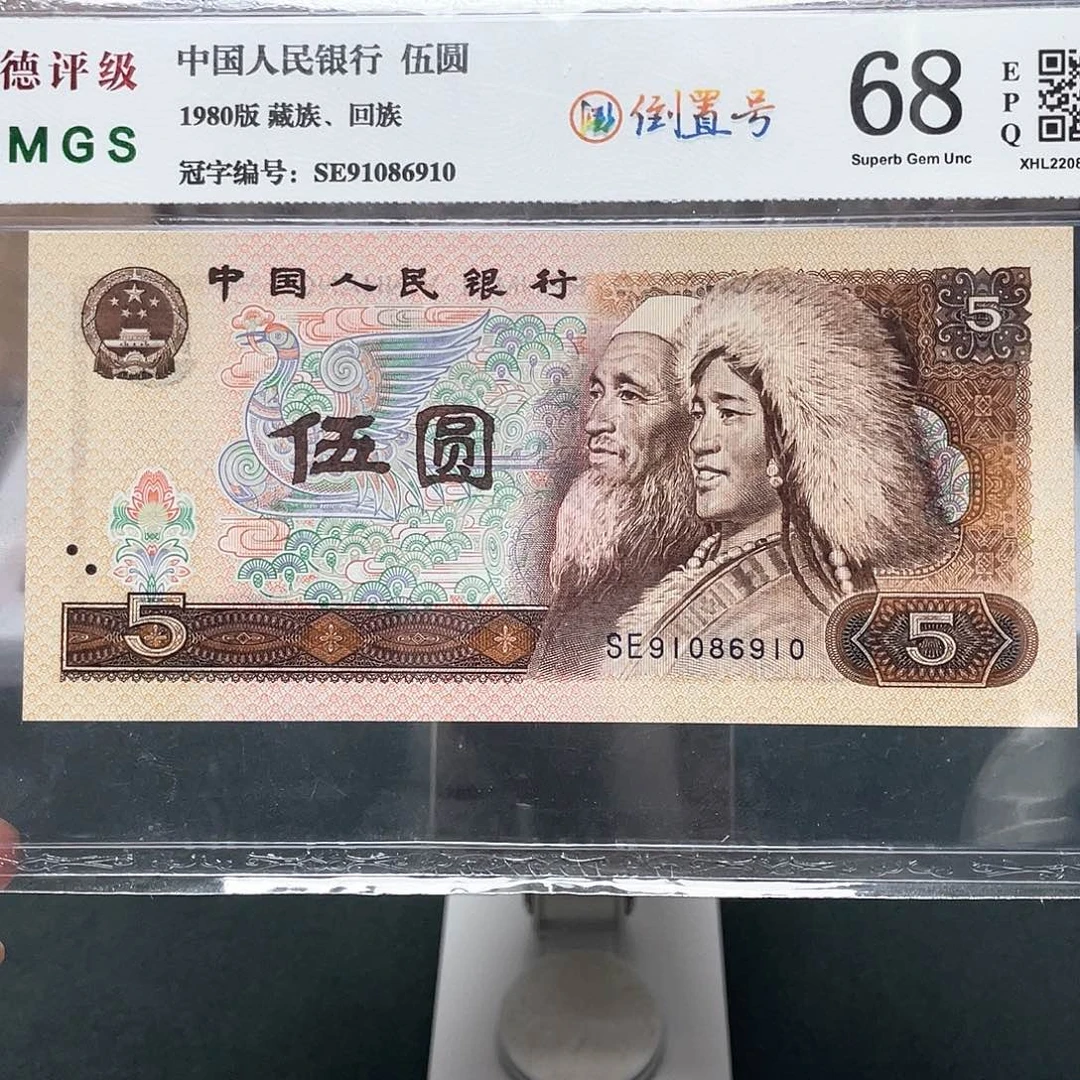 德评级
MGS
中国人民银行 伍圆
1980版 藏族、回族
冠字编号：SE91086910
倒置号
68
EPQ
Superb Gem Unc
XHL2208
中国人民银行
5
伍圆
5
SE91086910
5